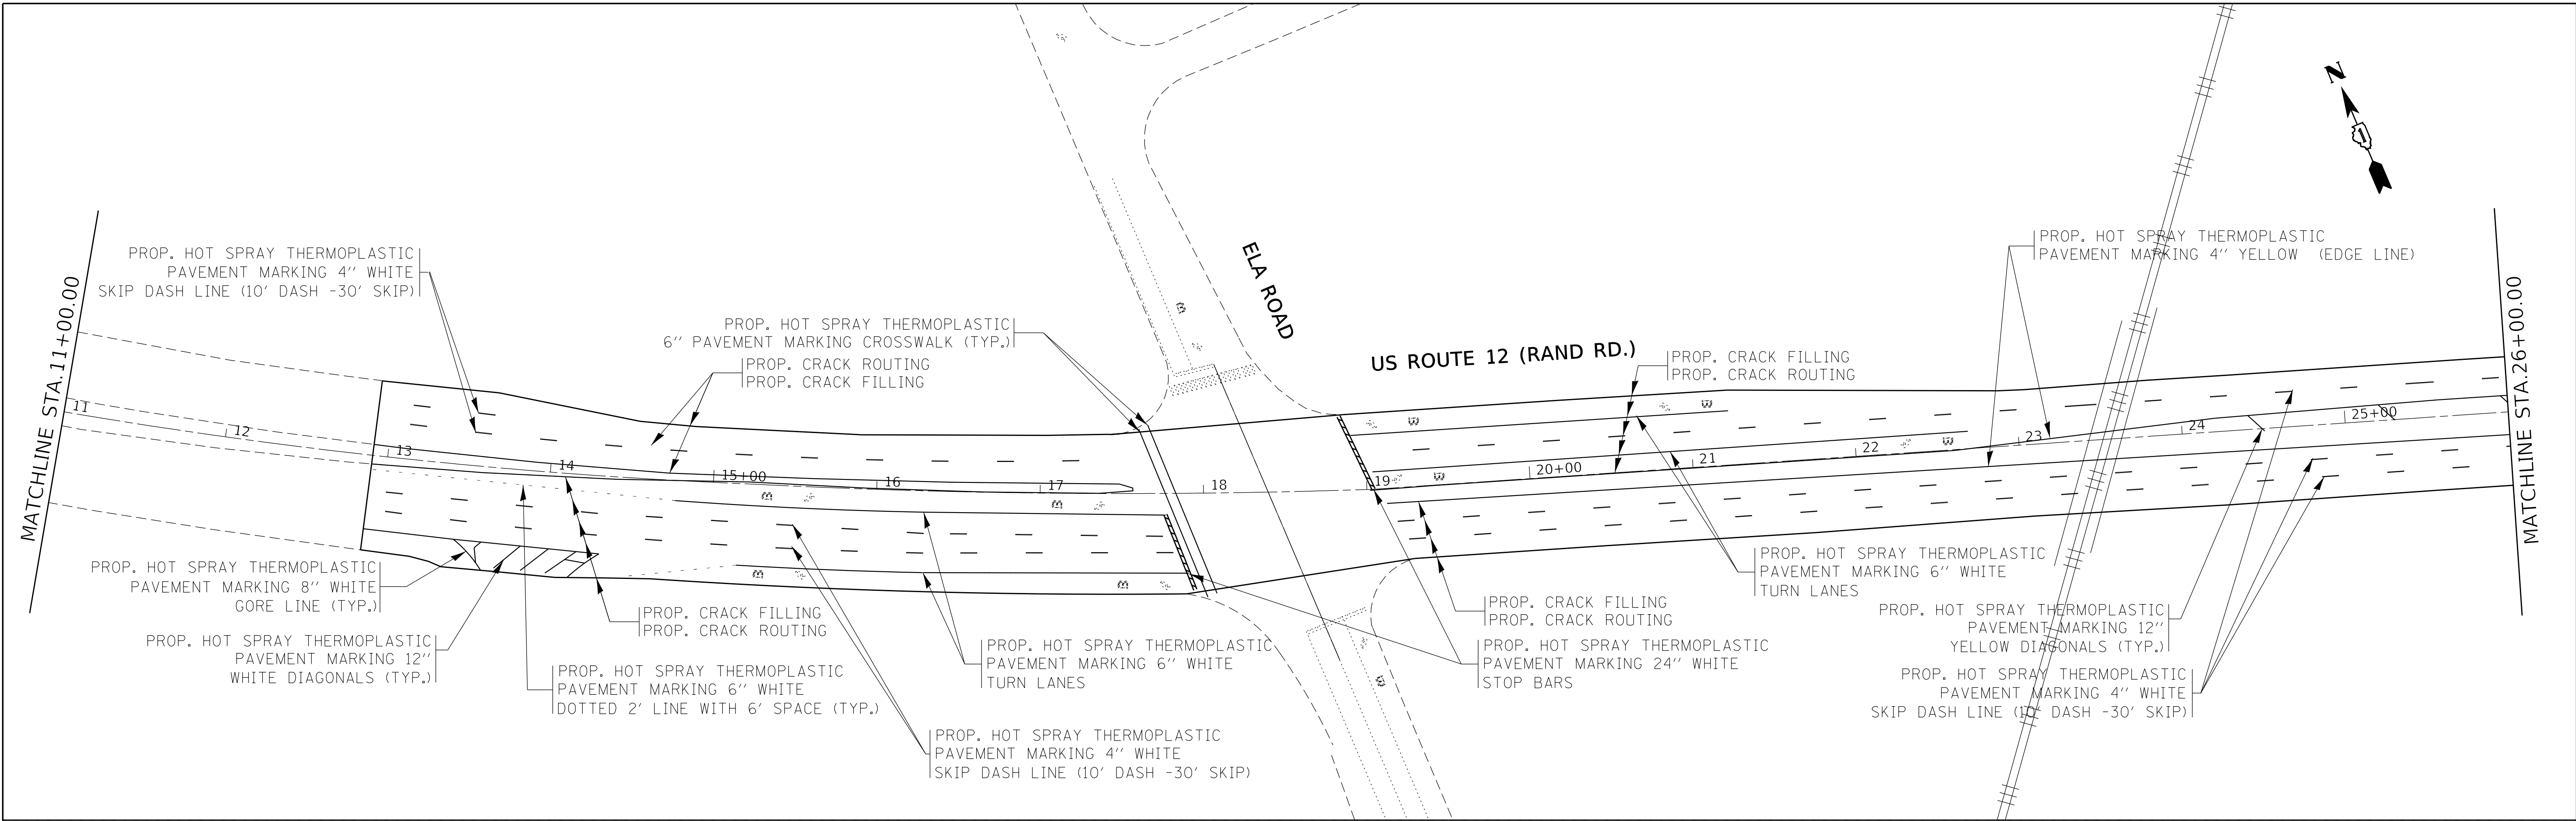 N
PROP. HOT SPRAY THERMOPLASTIC
PAVEMENT MARKING 4'' WHITE
SKIP DASH LINE (10' DASH -30' SKIP)
PROP. HOT SPRAY THERMOPLASTIC
6'' PAVEMENT MARKING CROSSWALK (TYP.)
PROP. CRACK ROUTING
PROP. CRACK FILLING
ELA ROAD
US ROUTE 12 (RAND RD.)
PROP. CRACK FILLING
PROP. CRACK ROUTING
PROP. HOT SPRAY THERMOPLASTIC
PAVEMENT MARKING 4'' YELLOW (EDGE LINE)
MATCHLINE STA.11+00.00
MATCHLINE STA.26+00.00
11
12
13
14
15+00
16
17
18
19
20+00
21
22
23
24
25+00
PROP. HOT SPRAY THERMOPLASTIC
PAVEMENT MARKING 8'' WHITE
GORE LINE (TYP.)
PROP. HOT SPRAY THERMOPLASTIC
PAVEMENT MARKING 12''
WHITE DIAGONALS (TYP.)
PROP. CRACK FILLING
PROP. CRACK ROUTING
PROP. HOT SPRAY THERMOPLASTIC
PAVEMENT MARKING 6'' WHITE
DOTTED 2' LINE WITH 6' SPACE (TYP.)
PROP. HOT SPRAY THERMOPLASTIC
PAVEMENT MARKING 6'' WHITE
TURN LANES
PROP. HOT SPRAY THERMOPLASTIC
PAVEMENT MARKING 4'' WHITE
SKIP DASH LINE (10' DASH -30' SKIP)
PROP. CRACK FILLING
PROP. CRACK ROUTING
PROP. HOT SPRAY THERMOPLASTIC
PAVEMENT MARKING 24'' WHITE
STOP BARS
PROP. HOT SPRAY THERMOPLASTIC
PAVEMENT MARKING 6'' WHITE
TURN LANES
PROP. HOT SPRAY THERMOPLASTIC
PAVEMENT MARKING 12''
YELLOW DIAGONALS (TYP.)
PROP. HOT SPRAY THERMOPLASTIC
PAVEMENT MARKING 4'' WHITE
SKIP DASH LINE (10' DASH -30' SKIP)